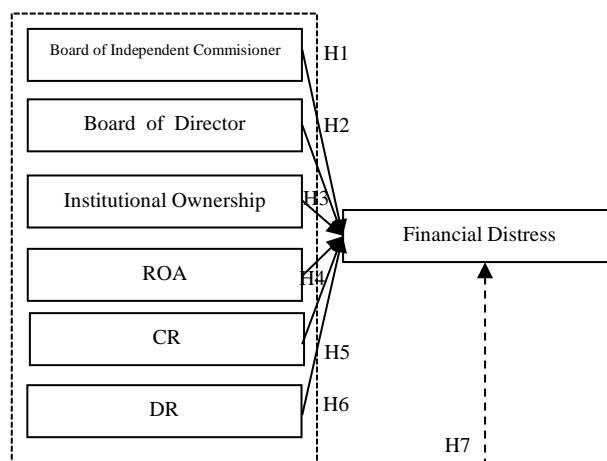 Board of Independent Commisioner
H1
Board of Director
H2
Institutional Ownership
H3
Financial Distress
ROA
H4
CR
H5
DR
H6
H7